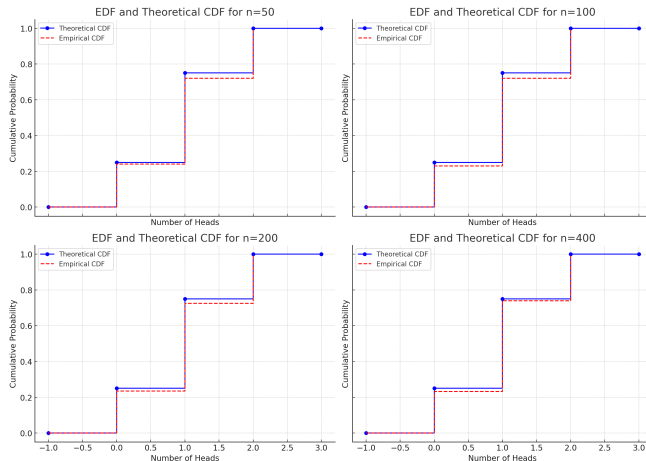 EDF and Theoretical CDF for n=50
Theoretical CDF
Empirical CDF
Cumulative Probability
1.0
0.8
0.6
0.4
0.2
0.0
Number of Heads
EDF and Theoretical CDF for n=100
Theoretical CDF
Empirical CDF
Cumulative Probability
Number of Heads
EDF and Theoretical CDF for n=200
Theoretical CDF
Empirical CDF
Cumulative Probability
1.0
0.8
0.6
0.4
0.2
0.0
−1.0 −0.5 0.0 0.5 1.0 1.5 2.0 2.5 3.0
Number of Heads
EDF and Theoretical CDF for n=400
Theoretical CDF
Empirical CDF
Cumulative Probability
−1.0 −0.5 0.0 0.5 1.0 1.5 2.0 2.5 3.0
Number of Heads